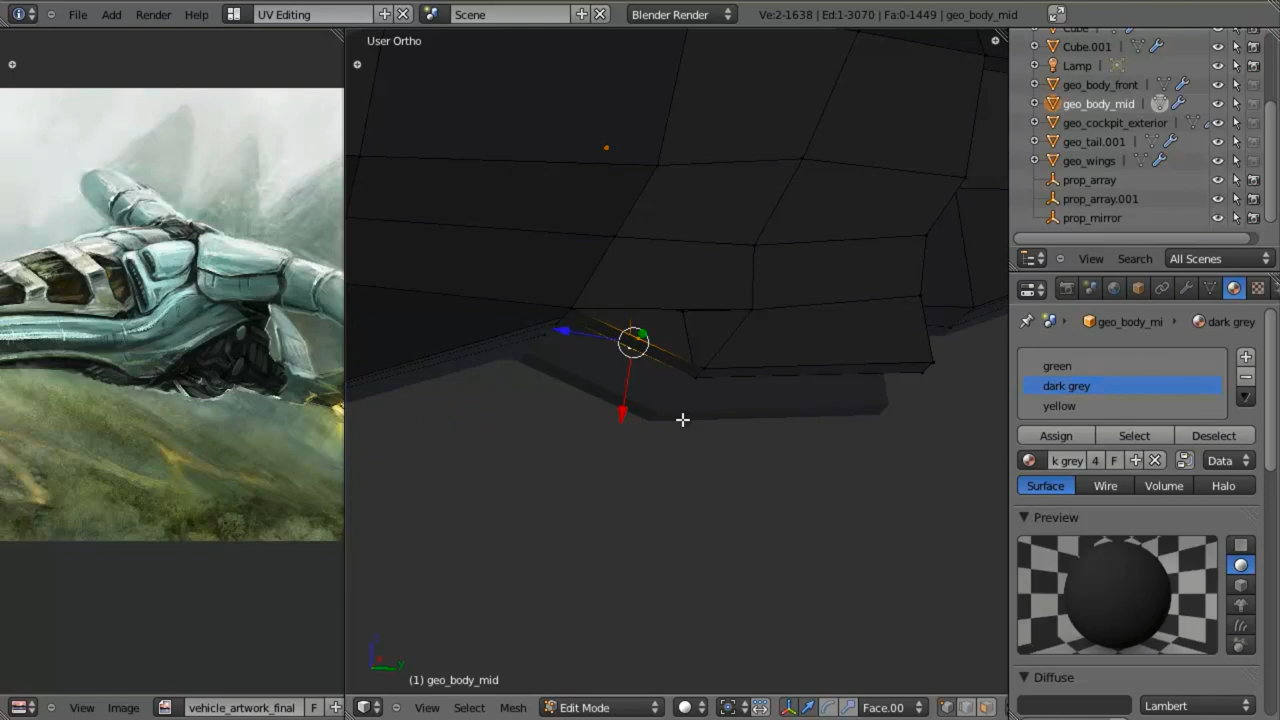 File Add Render Help UV Editing Scene Blender Render Ve:2-1638 | Ed:1-3070 | Fa:0-1449 | geo_body_mid
User Ortho
Cube
Cube.001
Lamp
geo_body_front
geo_body_mid
geo_cockpit_exterior
geo_tail.001
geo_wings
prop_array
prop_array.001
prop_mirror
View Search All Scenes
geo_body_mi dark grey
green
dark grey
yellow
Assign Select Deselect
k grey 4 F Data
Surface Wire Volume Halo
Preview
Diffuse
Lambert
y
(1) geo_body_mid
View Image vehicle_artwork_final F View Select Mesh Edit Mode Face.00